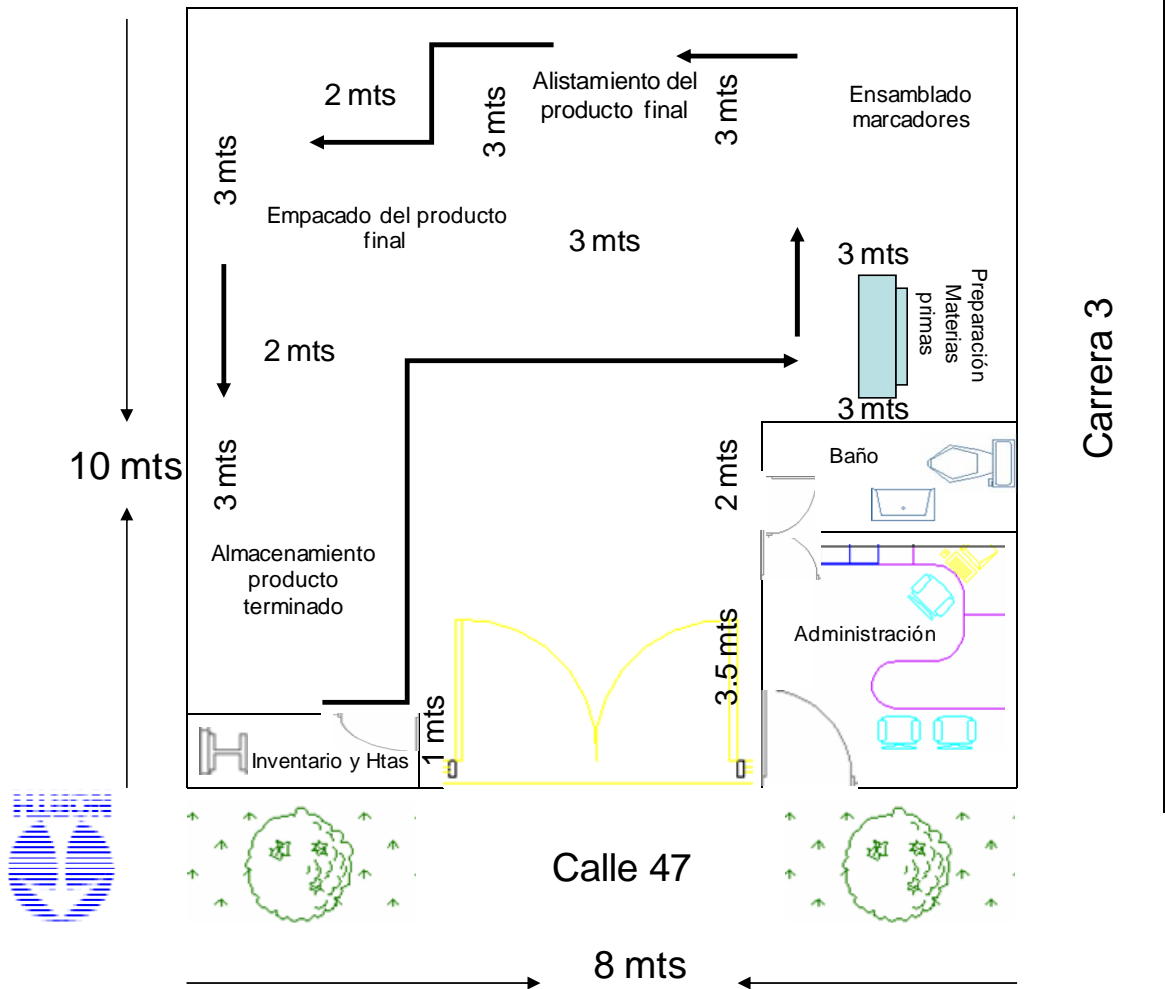 Alistamiento del
producto final
2 mts
3 mts
3 mts
Ensamblado
marcadores
3 mts
Empacado del producto
final
3 mts
3 mts
Preparación
Materias
primas
3 mts
2 mts
Carrera 3
10 mts
3 mts
2 mts
Baño
Almacenamiento
producto
terminado
Administración
3.5 mts
1 mts
Inventario y Htas
Calle 47
8 mts